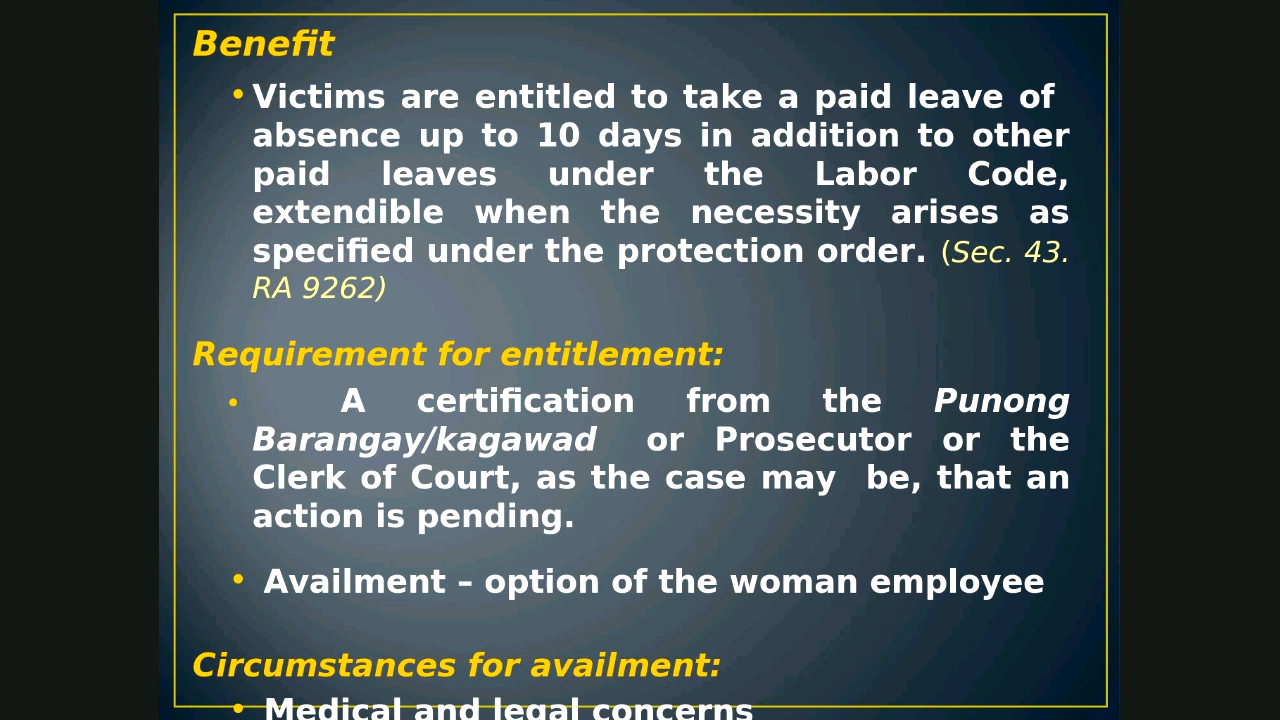 Benefit
• Victims are entitled to take a paid leave of
absence up to 10 days in addition to other
paid leaves under the Labor Code,
extendible when the necessity arises as
specified under the protection order. (Sec. 43.
RA 9262)
Requirement for entitlement:
• A certification from the Punong
Barangay/kagawad or Prosecutor or the
Clerk of Court, as the case may be, that an
action is pending.
• Availment – option of the woman employee
Circumstances for availment:
• Medical and legal concerns